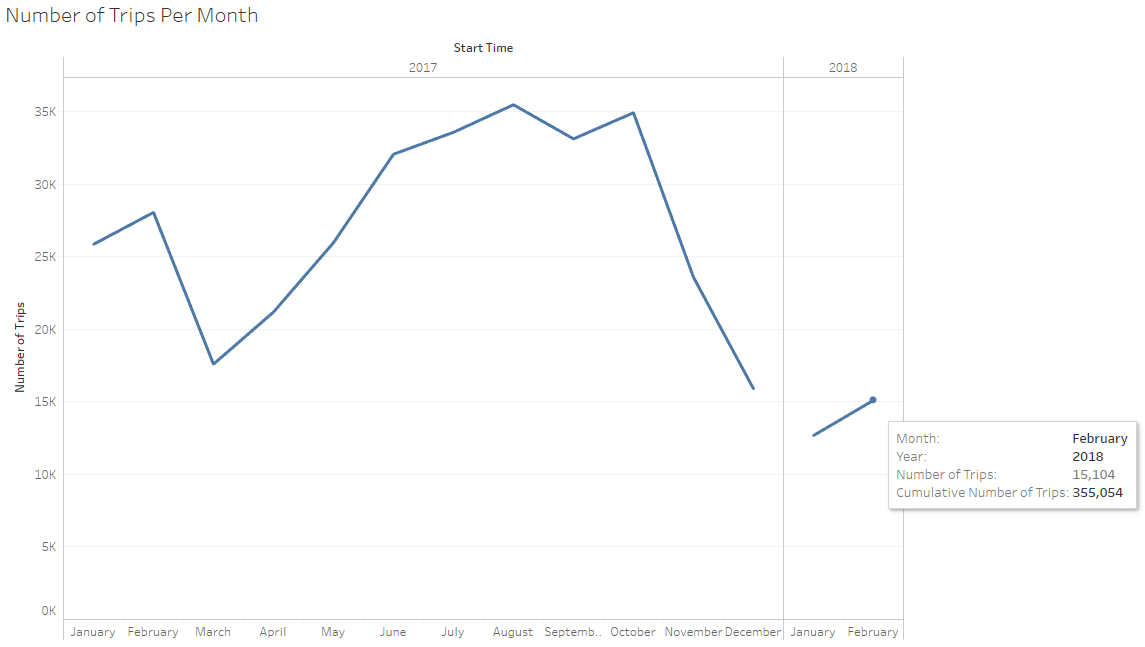 Number of Trips Per Month
Start Time
2017 2018
Number of Trips
35K
30K
25K
20K
15K
10K
5K
0K
Month: February
Year: 2018
Number of Trips: 15,104
Cumulative Number of Trips: 355,054
January February March April May June July August Septemb.. October November December January February